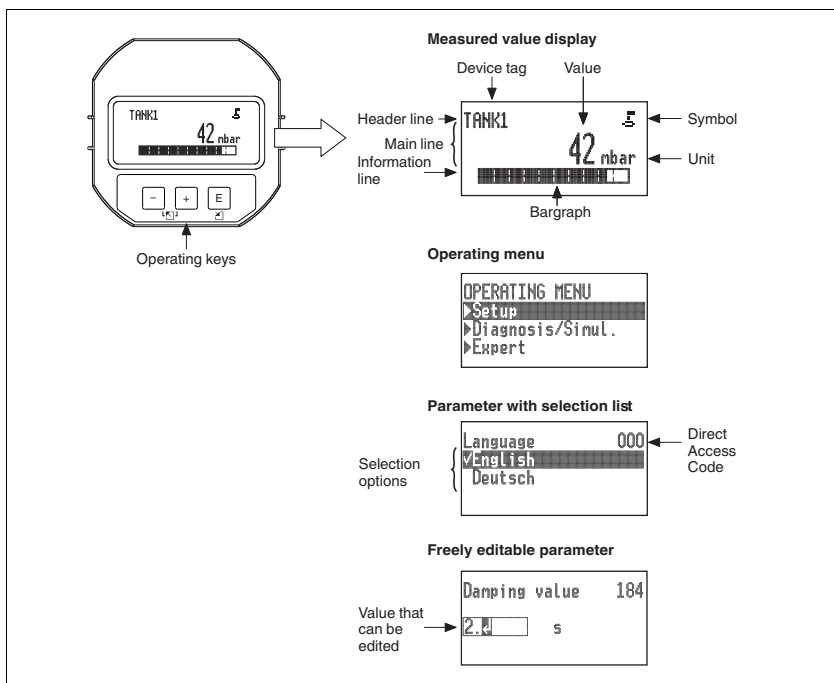 Measured value display
Device tag
Value
TANK1
42 mbar
- + E
Operating keys
Header line
Main line
Information
line
TANK1
42 mbar
Symbol
Unit
Bargraph
Operating menu
OPERATING MENU
Setup
Diagnosis/Simul.
Expert
Parameter with selection list
Language 000
✓English
Deutsch
Selection
options
Direct
Access
Code
Freely editable parameter
Damping value 184
2.↲ s
Value that
can be
edited